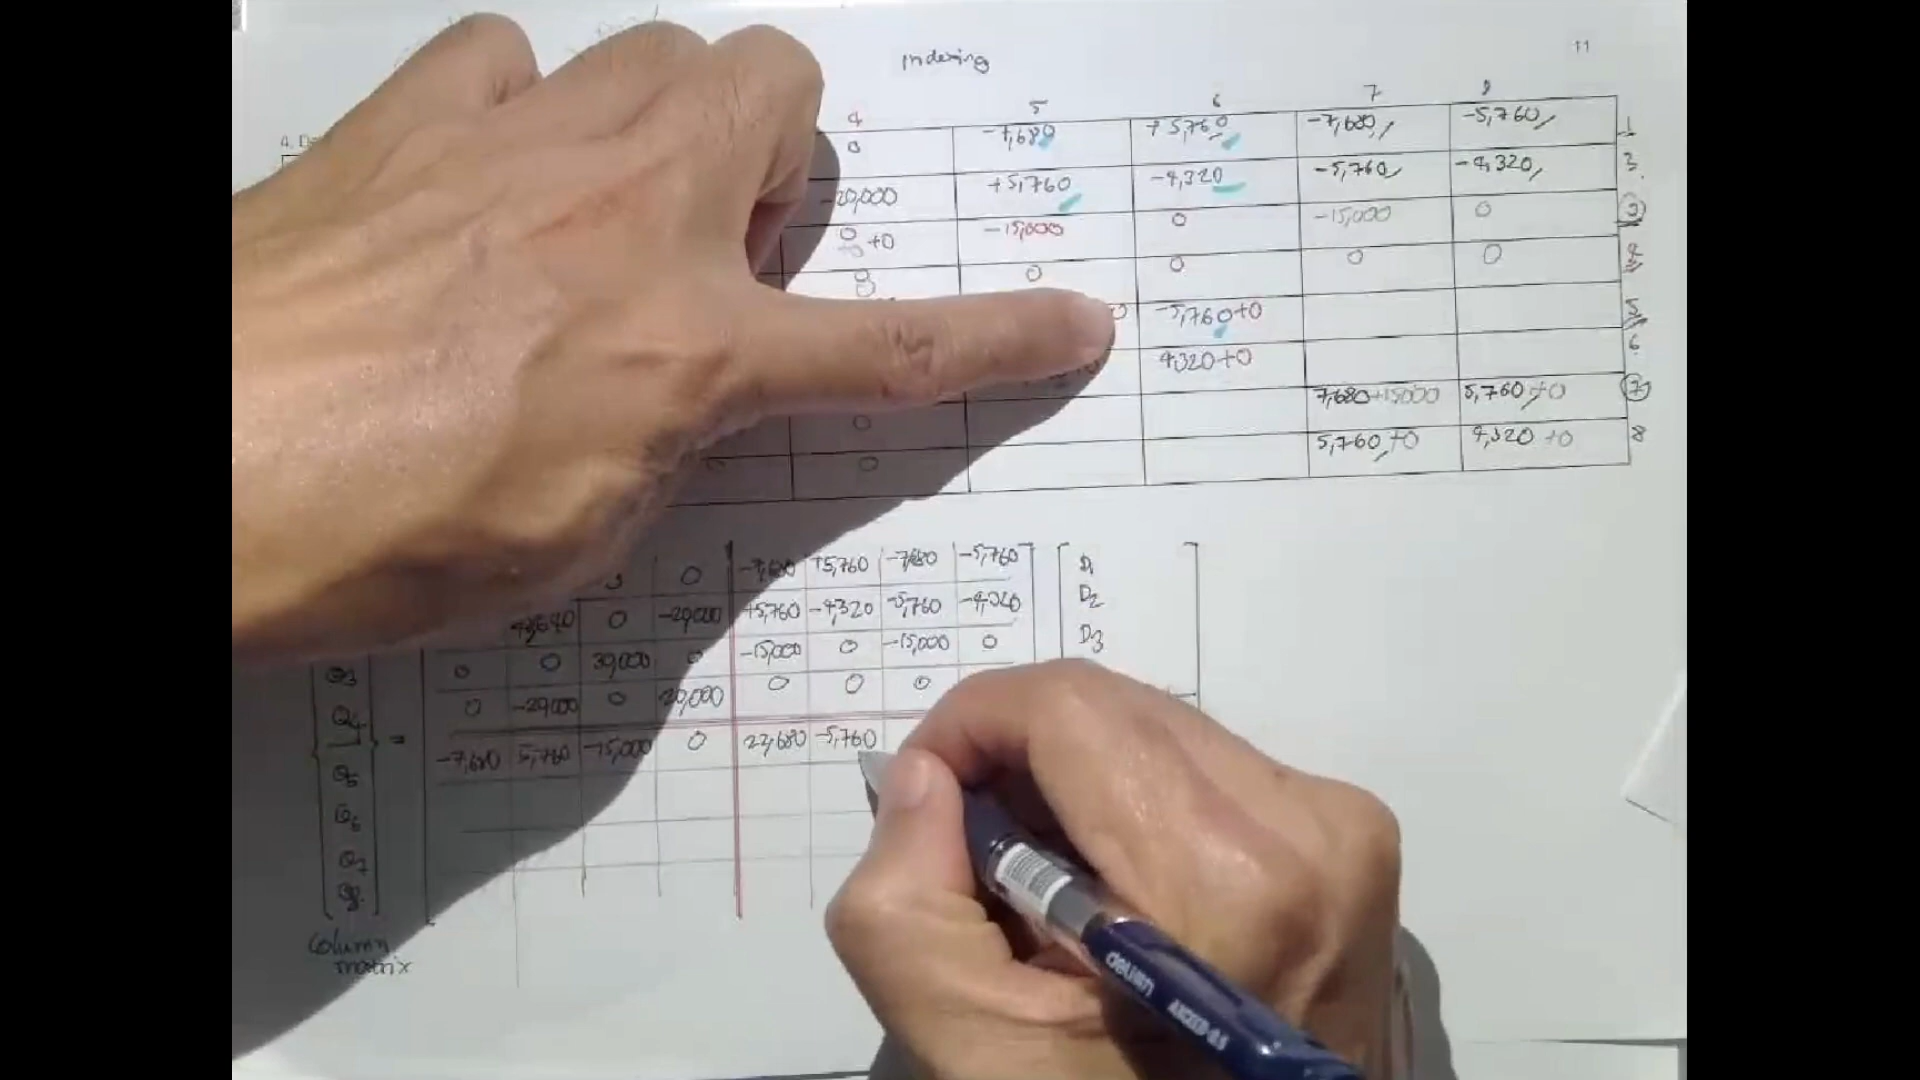 Indexing
11
4. D
4 5 6 7 8
0 -7,680 +5,760 -7,680 -5,760 1
-20,000 +5,760 -4,320 -5,760 -4,320 3
0 +0 -15,000 0 -15,000 0 3
0 0 0 0 4
0 -5,760+0 5
4,320+0 6
0 7,680+15,000 5,760+0 7
0 0 5,760+0 4,320+0 8
0 -7,680 +5,760 -7,680 -5,760 D1
43,640 0 -20,000 +5,760 -4,320 -5,760 -4,320 D2
Q3 0 0 30,000 0 -15,000 0 -15,000 0 D3
Q4 0 -20,000 0 20,000 0 0 0
= -7,680 5,760 -15,000 0 22,680 -5,760
Q5
Q6
Q7
Q8
column
matrix